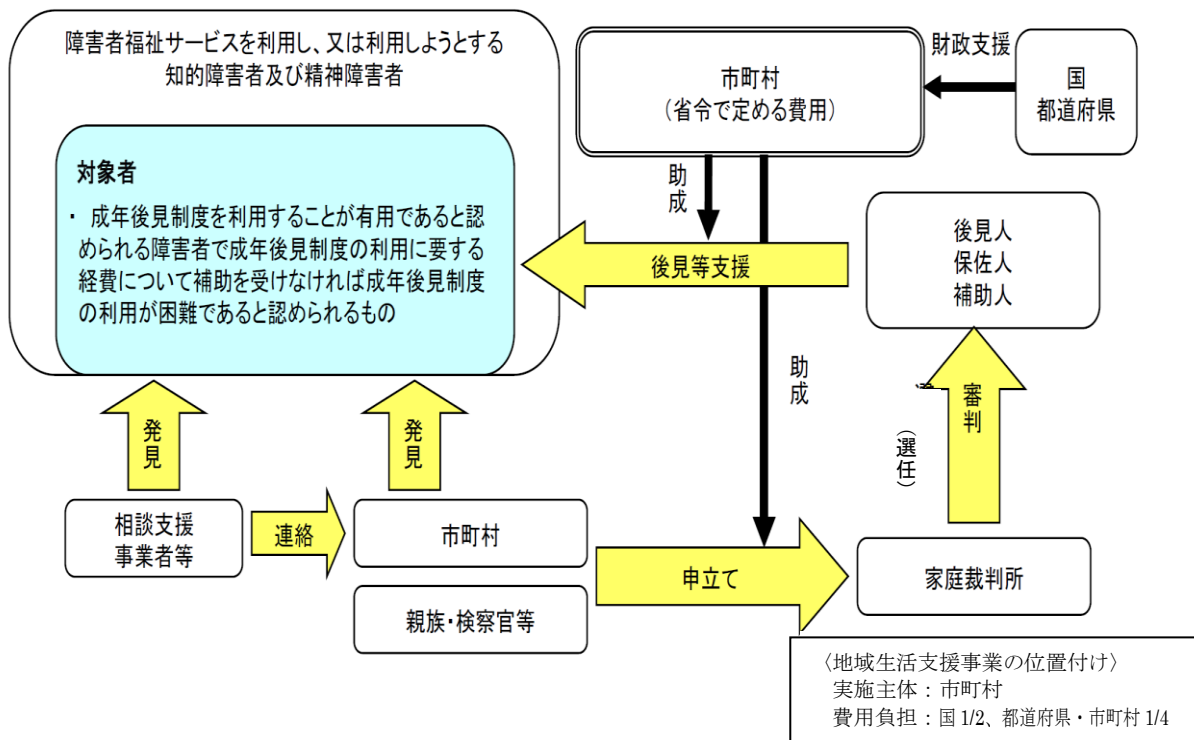 障害者福祉サービスを利用し、又は利用しようとする
知的障害者及び精神障害者
対象者
・ 成年後見制度を利用することが有用であると認
められる障害者で成年後見制度の利用に要する
経費について補助を受けなければ成年後見制度
の利用が困難であると認められるもの
市町村
（省令で定める費用）
財政支援
国
都道府県
助成
後見等支援
後見人
保佐人
補助人
助成
審判
（選任）
発見
発見
相談支援
事業者等
連絡
市町村
親族・検察官等
申立て
家庭裁判所
〈地域生活支援事業の位置付け〉
実施主体：市町村
費用負担：国 1/2、都道府県・市町村 1/4